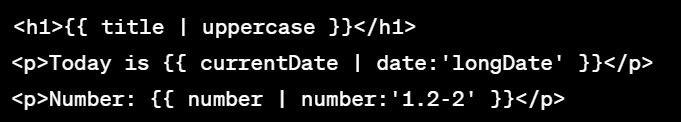 <h1>{{ title | uppercase }}</h1>
<p>Today is {{ currentDate | date:'longDate' }}</p>
<p>Number: {{ number | number:'1.2-2' }}</p>